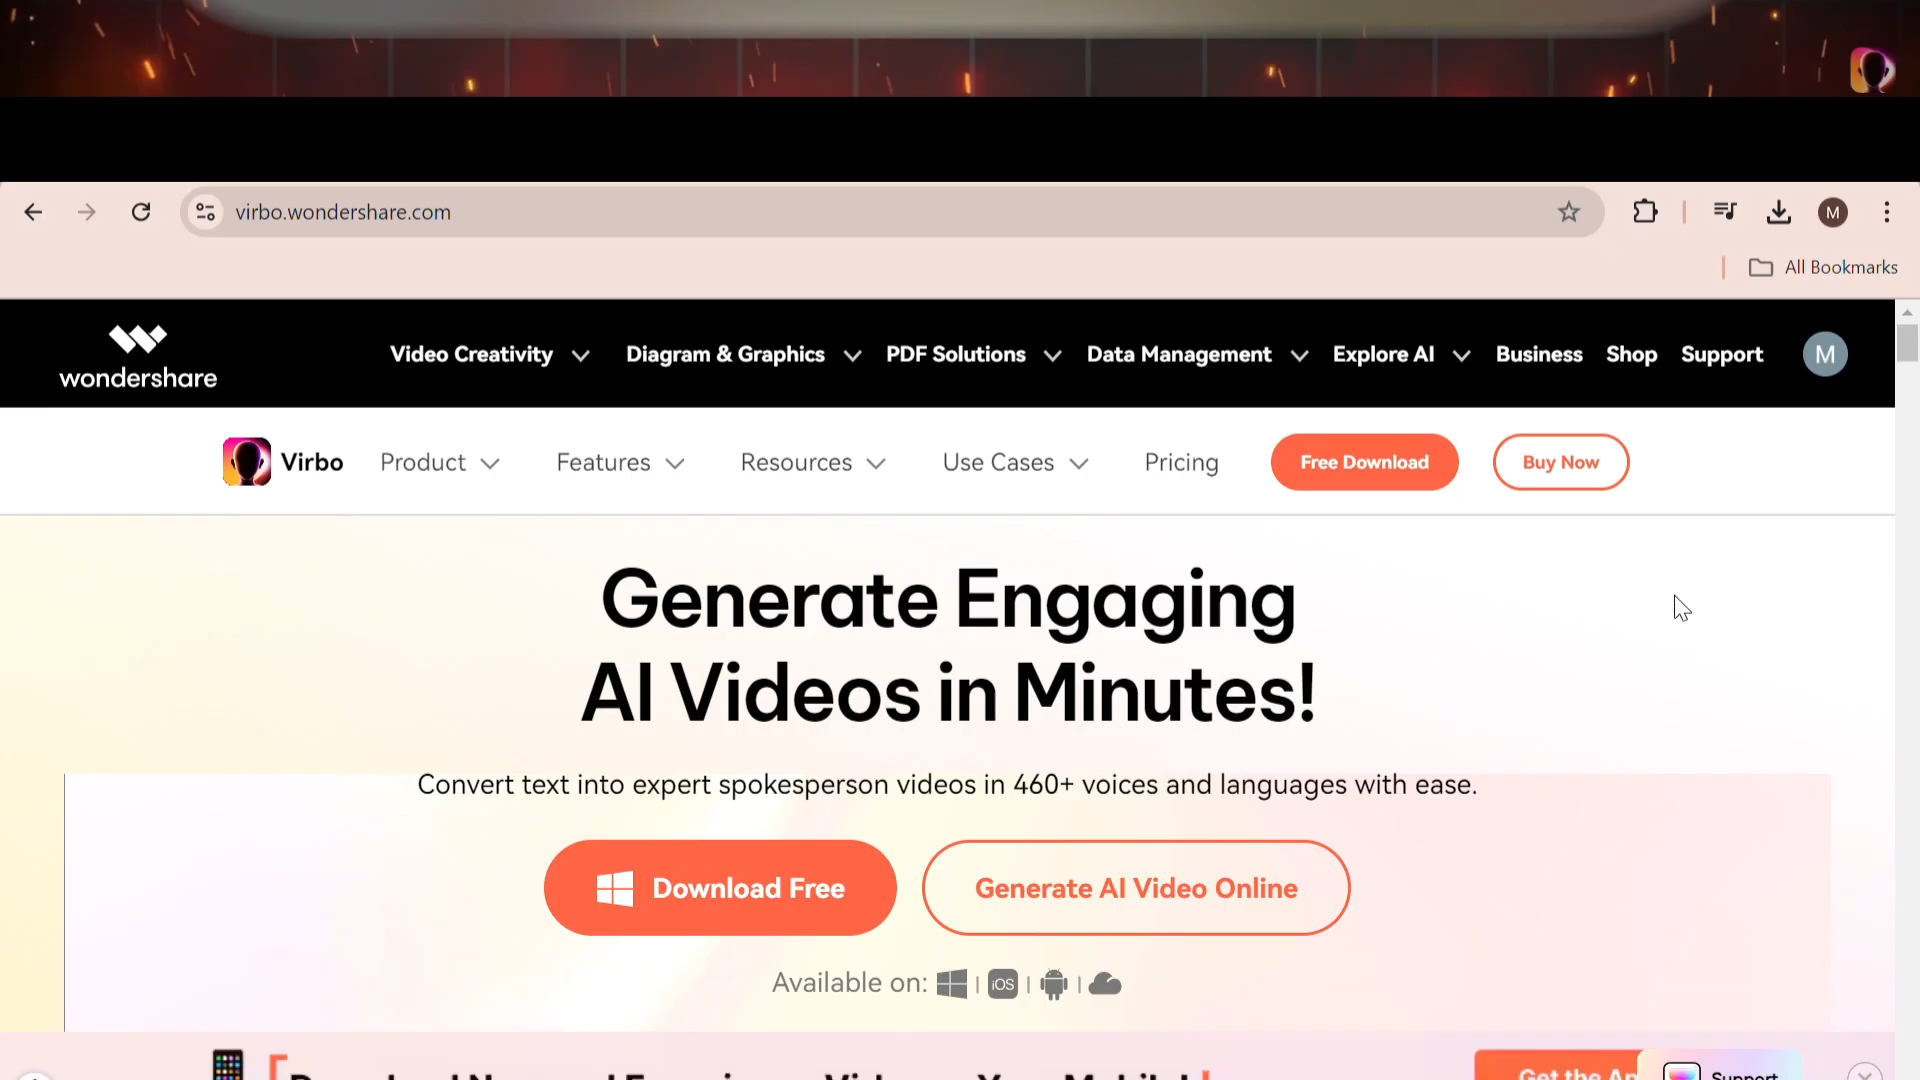 virbo.wondershare.com
M
All Bookmarks
wondershare
Video Creativity
Diagram & Graphics
PDF Solutions
Data Management
Explore AI
Business
Shop
Support
M
Virbo
Product
Features
Resources
Use Cases
Pricing
Free Download
Buy Now
Generate Engaging
AI Videos in Minutes!
Convert text into expert spokesperson videos in 460+ voices and languages with ease.
Download Free
Generate AI Video Online
Available on:
iOS
Get the
Support